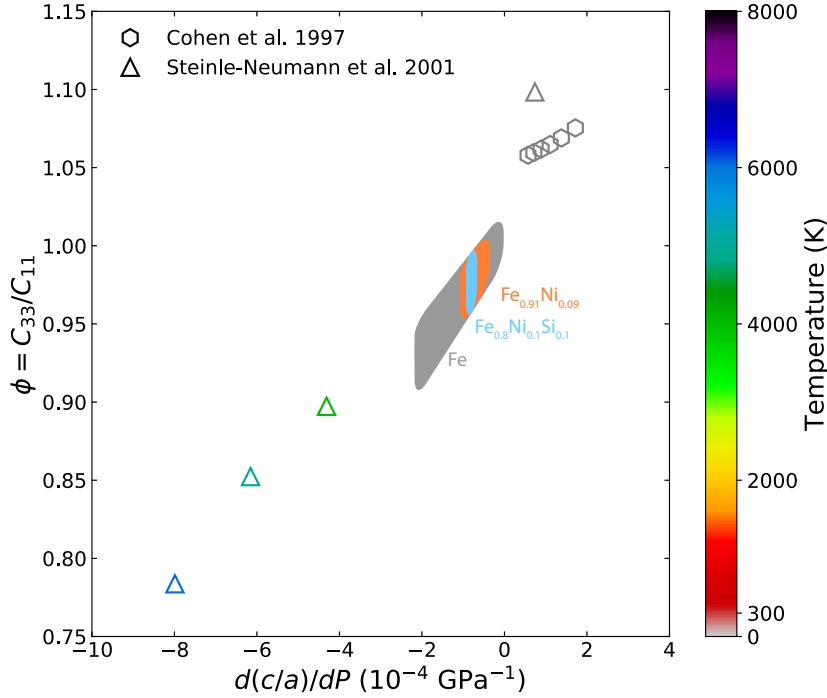 Cohen et al. 1997
Steinle-Neumann et al. 2001
1.15
1.10
1.05
1.00
0.95
0.90
0.85
0.80
0.75
ϕ = C₃₃/C₁₁
Fe₀.₉₁Ni₀.₀₉
Fe₀.₈Ni₀.₁Si₀.₁
Fe
−10
−8
−6
−4
−2
0
2
4
d(c/a)/dP (10⁻⁴ GPa⁻¹)
8000
6000
4000
2000
300
0
Temperature (K)